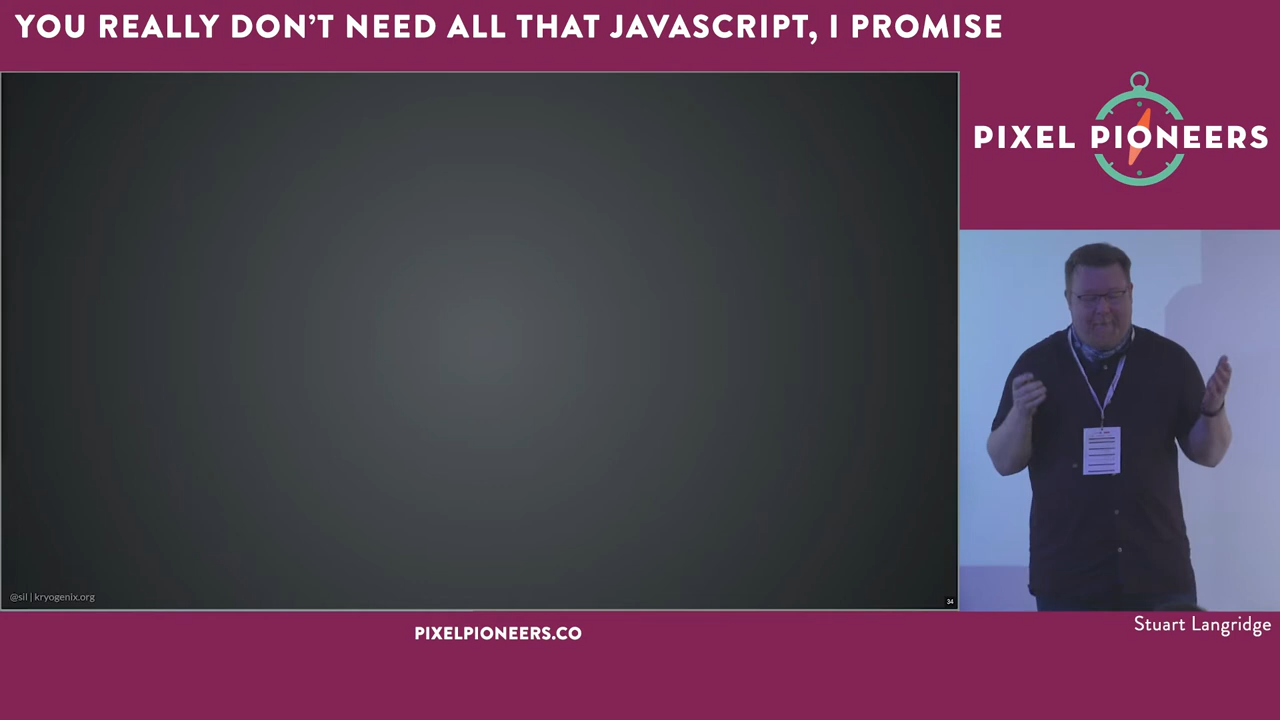 YOU REALLY DON'T NEED ALL THAT JAVASCRIPT, I PROMISE
PIXEL PIONEERS
@sil | kryogenix.org
34
Stuart Langridge
PIXELPIONEERS.CO